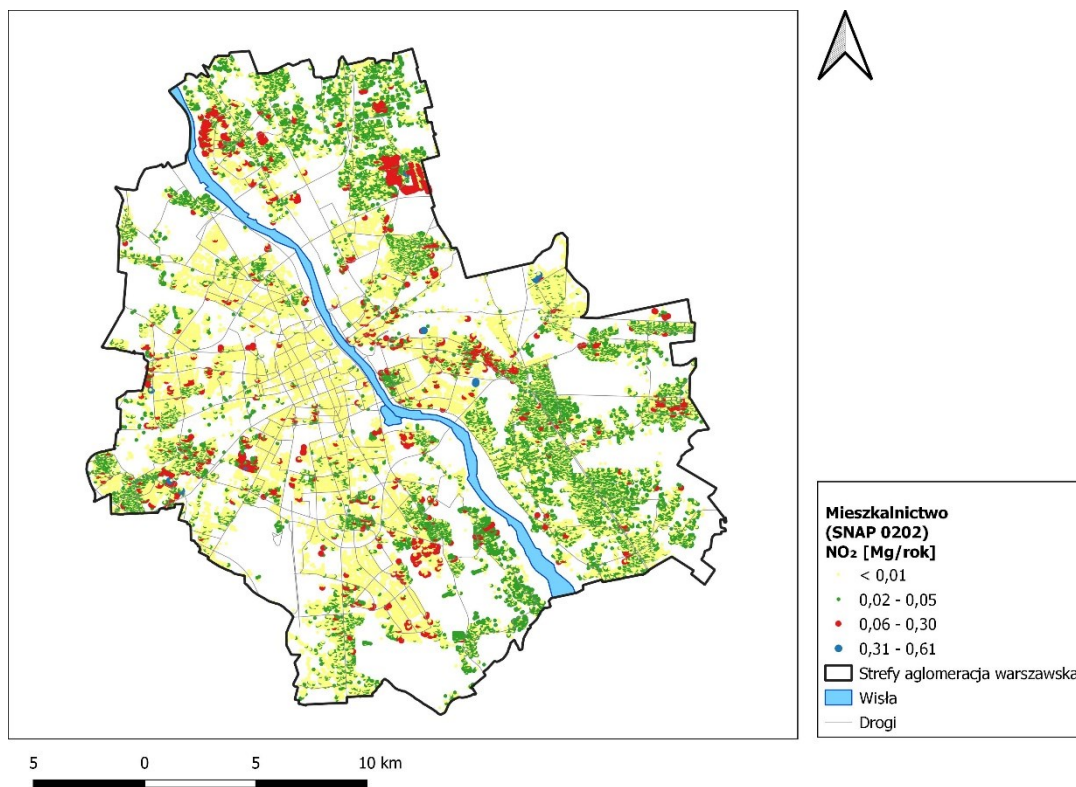 Mieszkalnictwo
(SNAP 0202)
NO₂ [Mg/rok]
< 0,01
0,02 - 0,05
0,06 - 0,30
0,31 - 0,61
Strefy aglomeracja warszawska
Wisła
Drogi
5 0 5 10 km